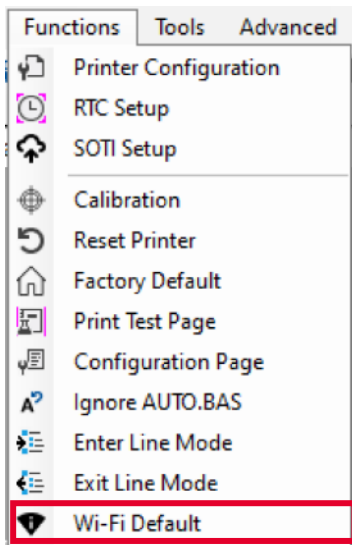 Functions Tools Advanced
Printer Configuration
RTC Setup
SOTI Setup
Calibration
Reset Printer
Factory Default
Print Test Page
Configuration Page
Ignore AUTO.BAS
Enter Line Mode
Exit Line Mode
Wi-Fi Default